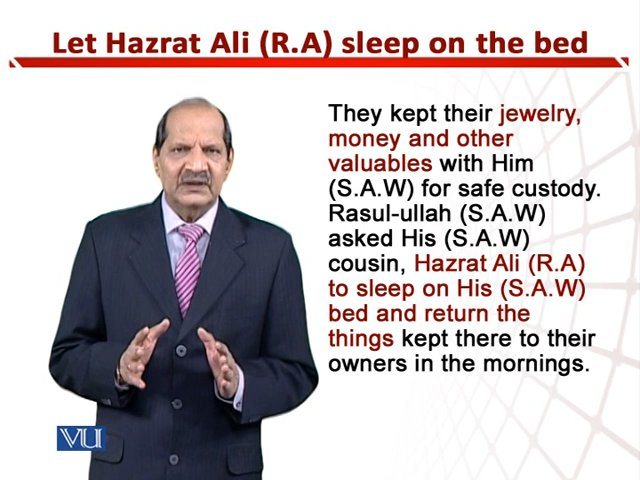 Let Hazrat Ali (R.A) sleep on the bed
They kept their jewelry,
money and other
valuables with Him
(S.A.W) for safe custody.
Rasul-ullah (S.A.W)
asked His (S.A.W)
cousin, Hazrat Ali (R.A)
to sleep on His (S.A.W)
bed and return the
things kept there to their
owners in the mornings.
VU